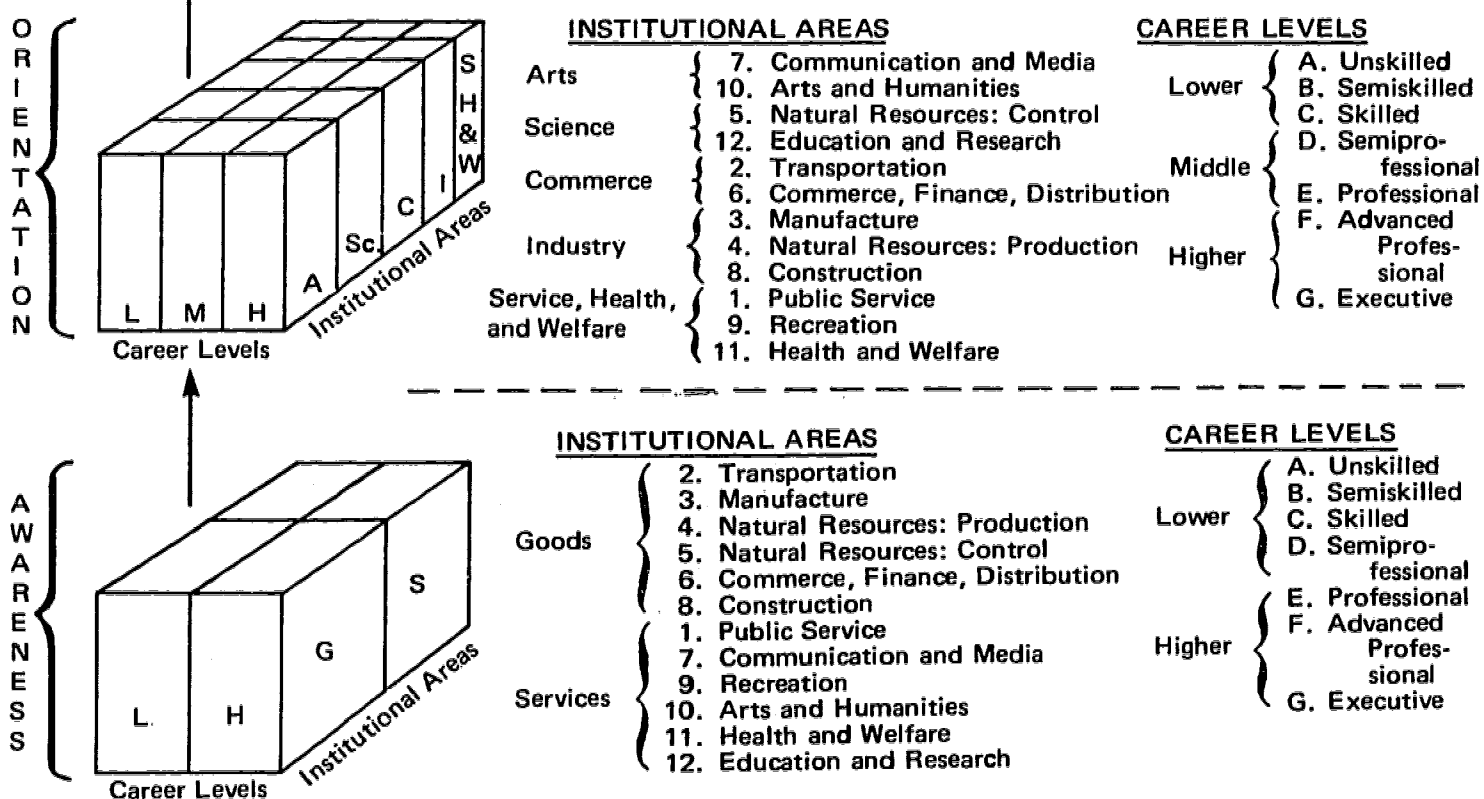 ORIENTATION
L M H
A Sc. C I S H & W
Career Levels
Institutional Areas
INSTITUTIONAL AREAS
Arts
7. Communication and Media
10. Arts and Humanities
Science
5. Natural Resources: Control
12. Education and Research
Commerce
2. Transportation
6. Commerce, Finance, Distribution
Industry
3. Manufacture
4. Natural Resources: Production
8. Construction
Service, Health,
and Welfare
1. Public Service
9. Recreation
11. Health and Welfare
CAREER LEVELS
Lower
A. Unskilled
B. Semiskilled
C. Skilled
Middle
D. Semipro-
fessional
E. Professional
Higher
F. Advanced
Profes-
sional
G. Executive
AWARENESS
L. H
G S
Career Levels
Institutional Areas
INSTITUTIONAL AREAS
Goods
2. Transportation
3. Manufacture
4. Natural Resources: Production
5. Natural Resources: Control
6. Commerce, Finance, Distribution
8. Construction
Services
1. Public Service
7. Communication and Media
9. Recreation
10. Arts and Humanities
11. Health and Welfare
12. Education and Research
CAREER LEVELS
Lower
A. Unskilled
B. Semiskilled
C. Skilled
D. Semipro-
fessional
Higher
E. Professional
F. Advanced
Profes-
sional
G. Executive